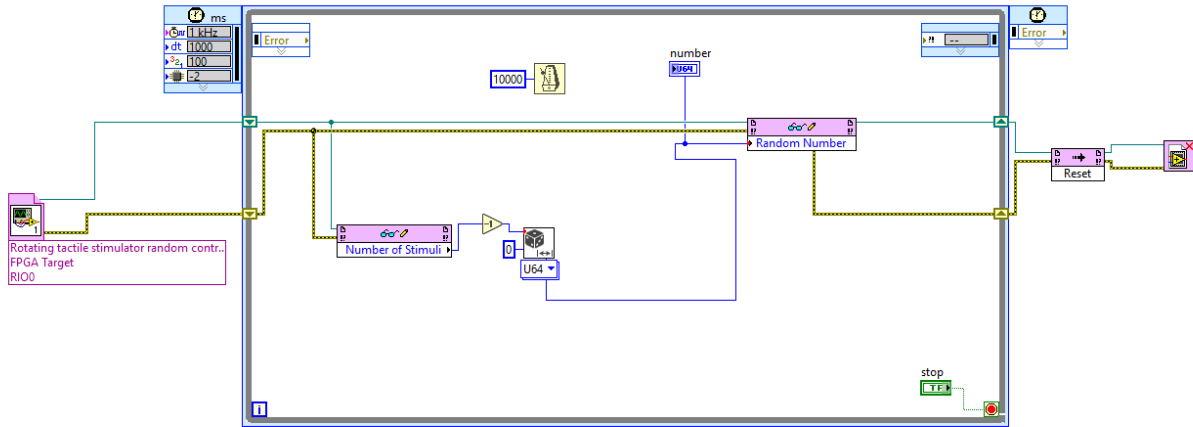 ms
1 kHz
dt 1000
100
-2
Error
--
Error
10000
number
U64
Random Number
Reset
1
Rotating tactile stimulator random contr..
FPGA Target
RIO0
Number of Stimuli
-1
0
U64
stop
TF
i